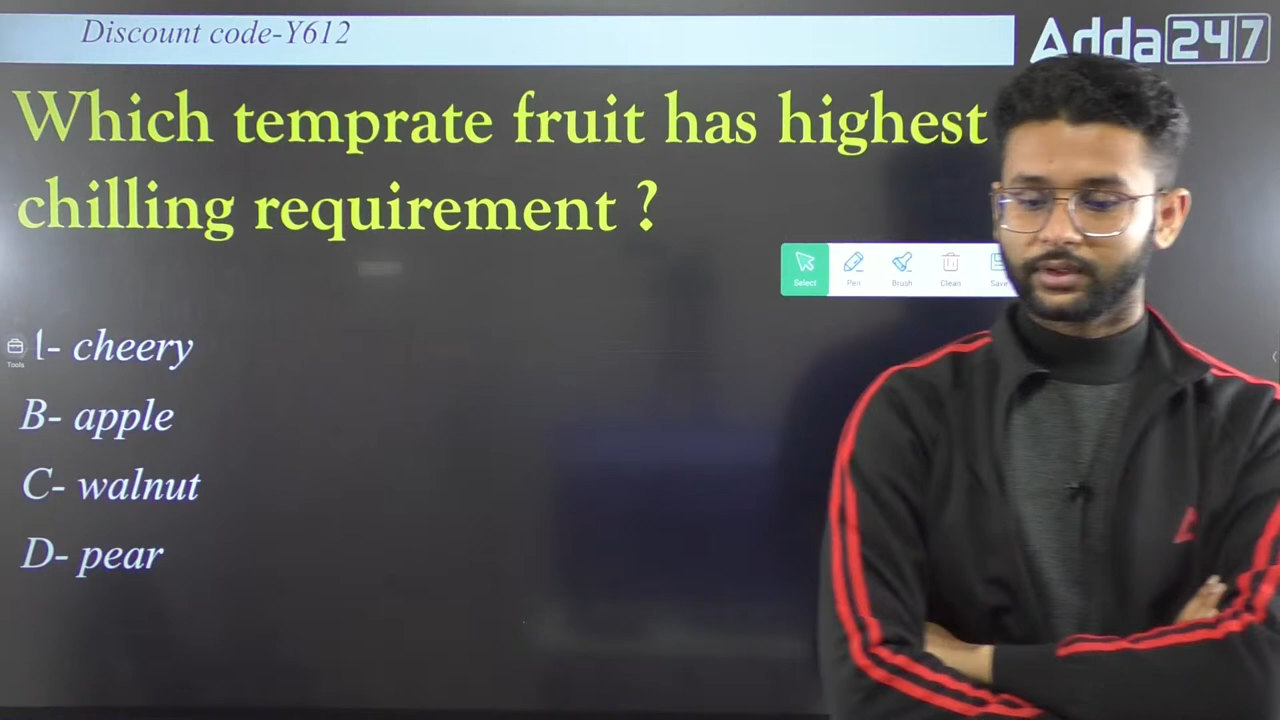 Discount code-Y612
Adda247
Which temprate fruit has highest
chilling requirement ?
Select
Pen
Brush
Clean
Save
- cheery
Tools
B- apple
C- walnut
D- pear